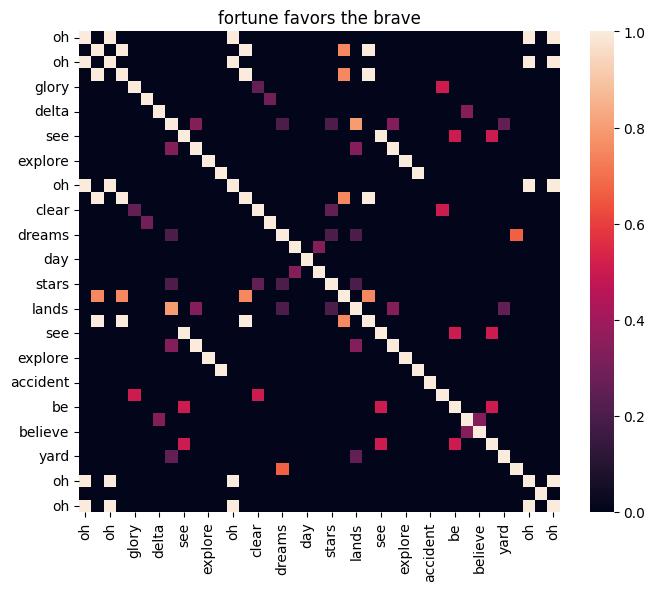 fortune favors the brave
oh
oh
glory
delta
see
explore
oh
clear
dreams
day
stars
lands
see
explore
accident
be
believe
yard
oh
oh
1.0
0.8
0.6
0.4
0.2
0.0
oh
oh
glory
delta
see
explore
oh
clear
dreams
day
stars
lands
see
explore
accident
be
believe
yard
oh
oh